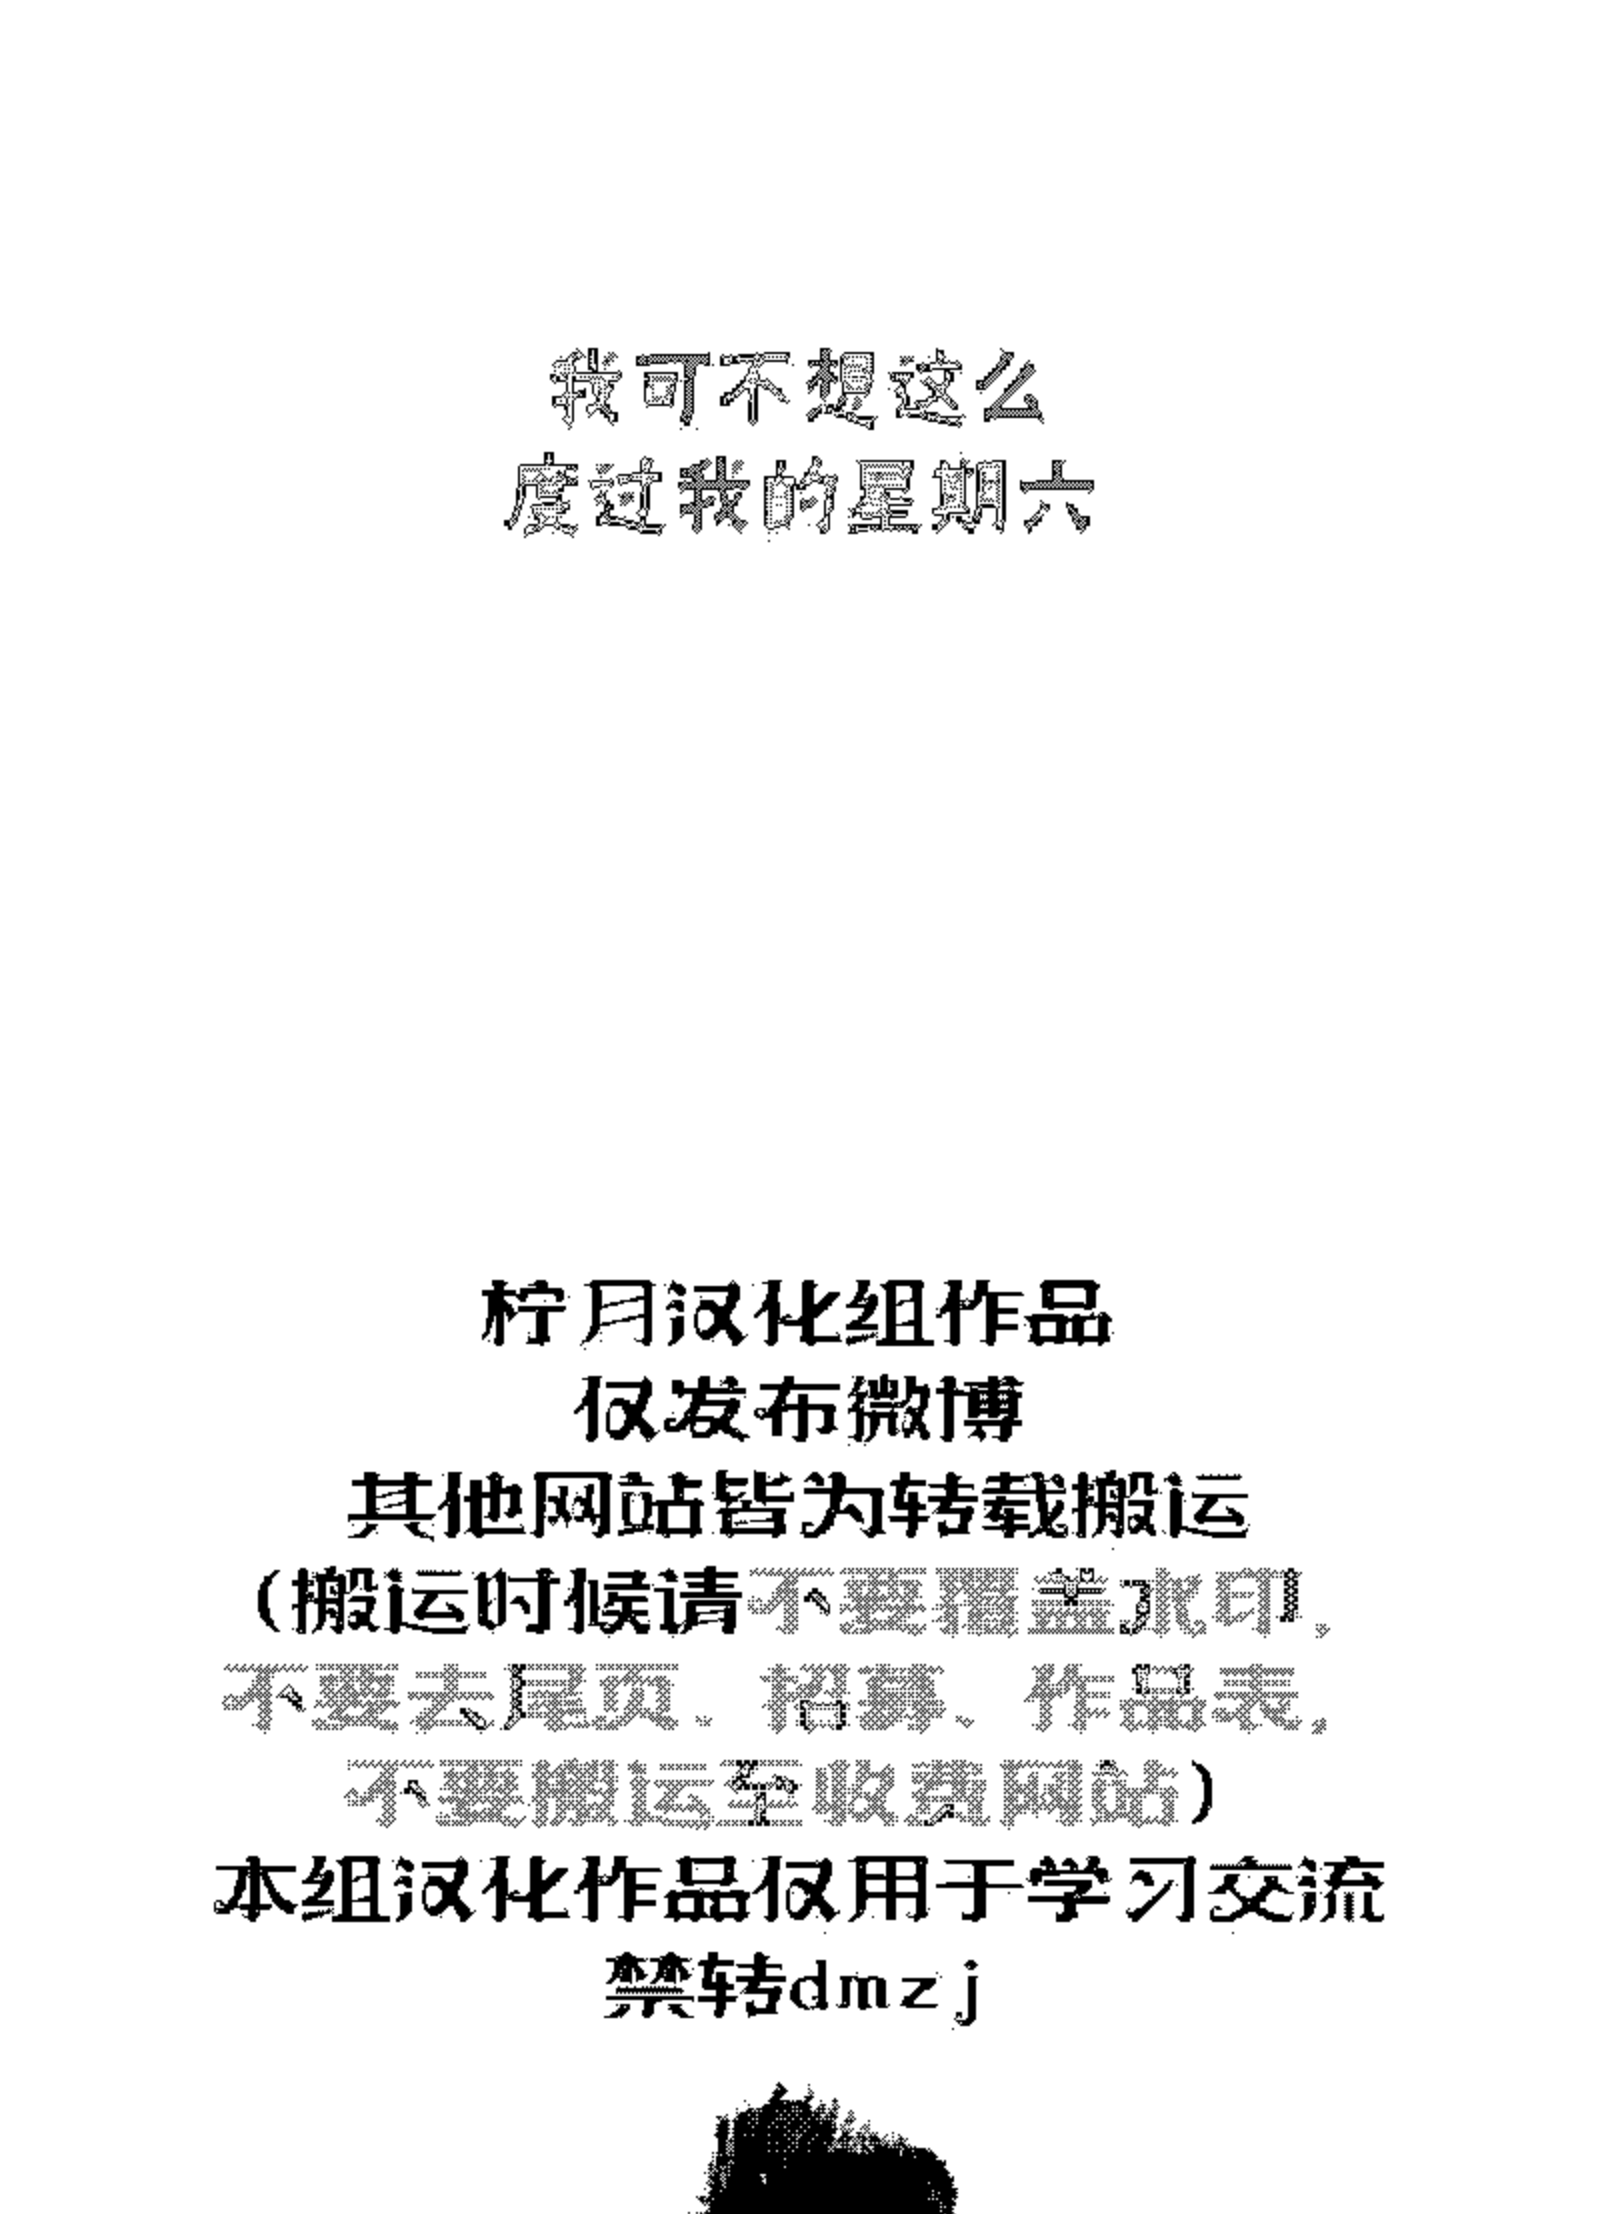 我可不想这么
度过我的星期六
柠月汉化组作品
仅发布微博
其他网站皆为转载搬运
(搬运时候请不要覆盖水印,
不要去尾页、招募、作品表,
不要搬运至收费网站)
本组汉化作品仅用于学习交流
禁转dmzj